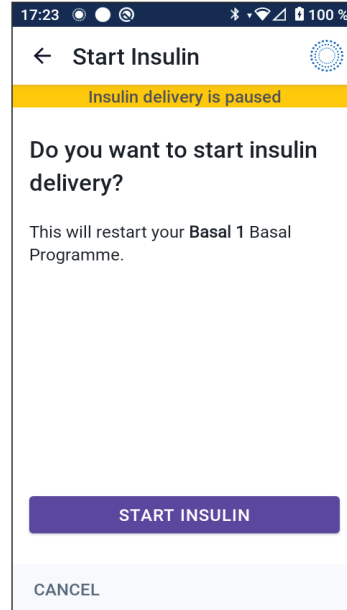 17:23 100 %
Start Insulin
Insulin delivery is paused
Do you want to start insulin
delivery?
This will restart your Basal 1 Basal
Programme.
START INSULIN
CANCEL